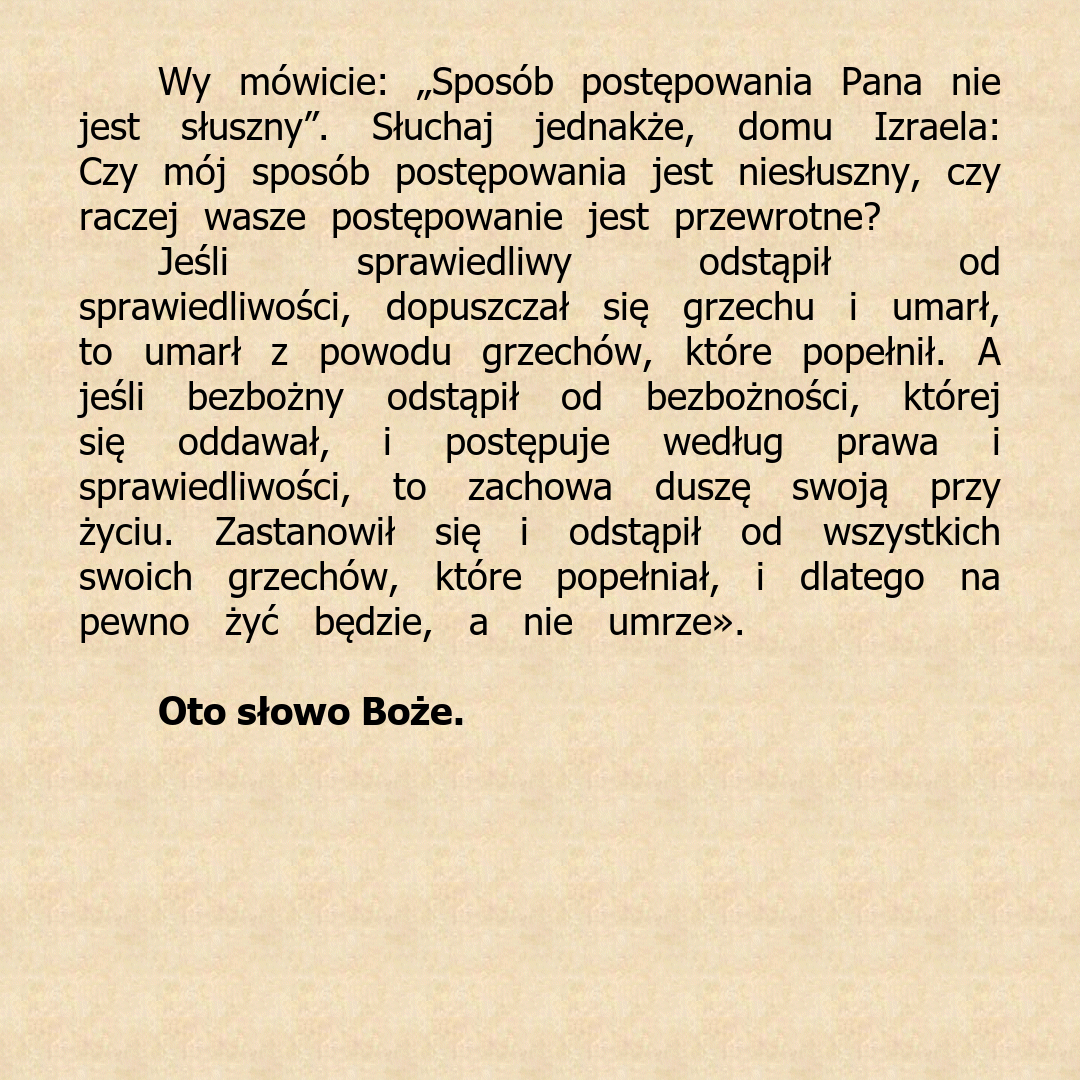 Wy mówicie: „Sposób postępowania Pana nie
jest słuszny”. Słuchaj jednakże, domu Izraela:
Czy mój sposób postępowania jest niesłuszny, czy
raczej wasze postępowanie jest przewrotne?
Jeśli sprawiedliwy odstąpił od
sprawiedliwości, dopuszczał się grzechu i umarł,
to umarł z powodu grzechów, które popełnił. A
jeśli bezbożny odstąpił od bezbożności, której
się oddawał, i postępuje według prawa i
sprawiedliwości, to zachowa duszę swoją przy
życiu. Zastanowił się i odstąpił od wszystkich
swoich grzechów, które popełniał, i dlatego na
pewno żyć będzie, a nie umrze».
Oto słowo Boże.